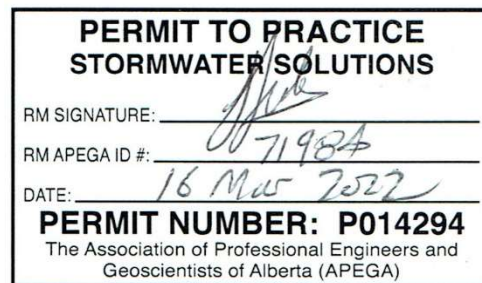 PERMIT TO PRACTICE
STORMWATER SOLUTIONS
RM SIGNATURE:
RM APEGA ID #: 71984
DATE: 16 Mar 2022
PERMIT NUMBER: P014294
The Association of Professional Engineers and
Geoscientists of Alberta (APEGA)